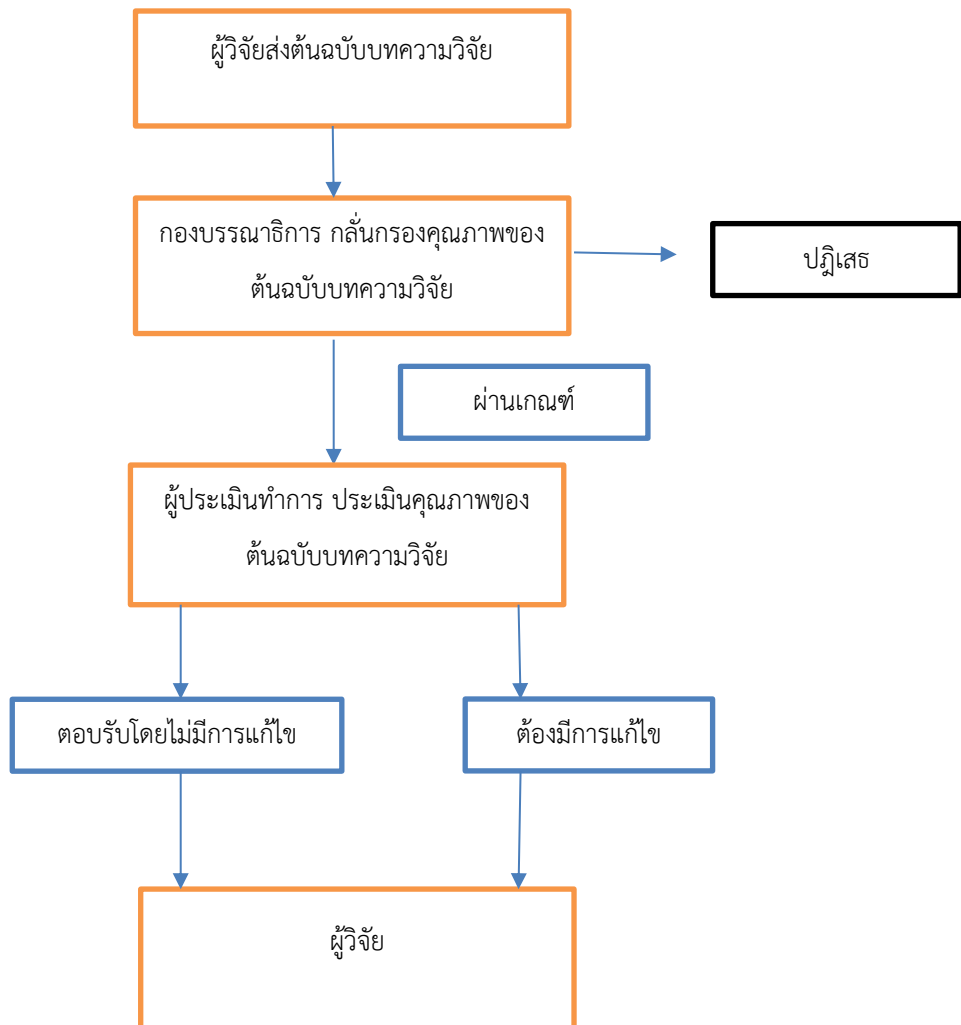 ผู้วิจัยส่งต้นฉบับบทความวิจัย
กองบรรณาธิการ กลั่นกรองคุณภาพของ
ต้นฉบับบทความวิจัย
ปฎิเสธ
ผ่านเกณฑ์
ผู้ประเมินทำการ ประเมินคุณภาพของ
ต้นฉบับบทความวิจัย
ตอบรับโดยไม่มีการแก้ไข
ต้องมีการแก้ไข
ผู้วิจัย